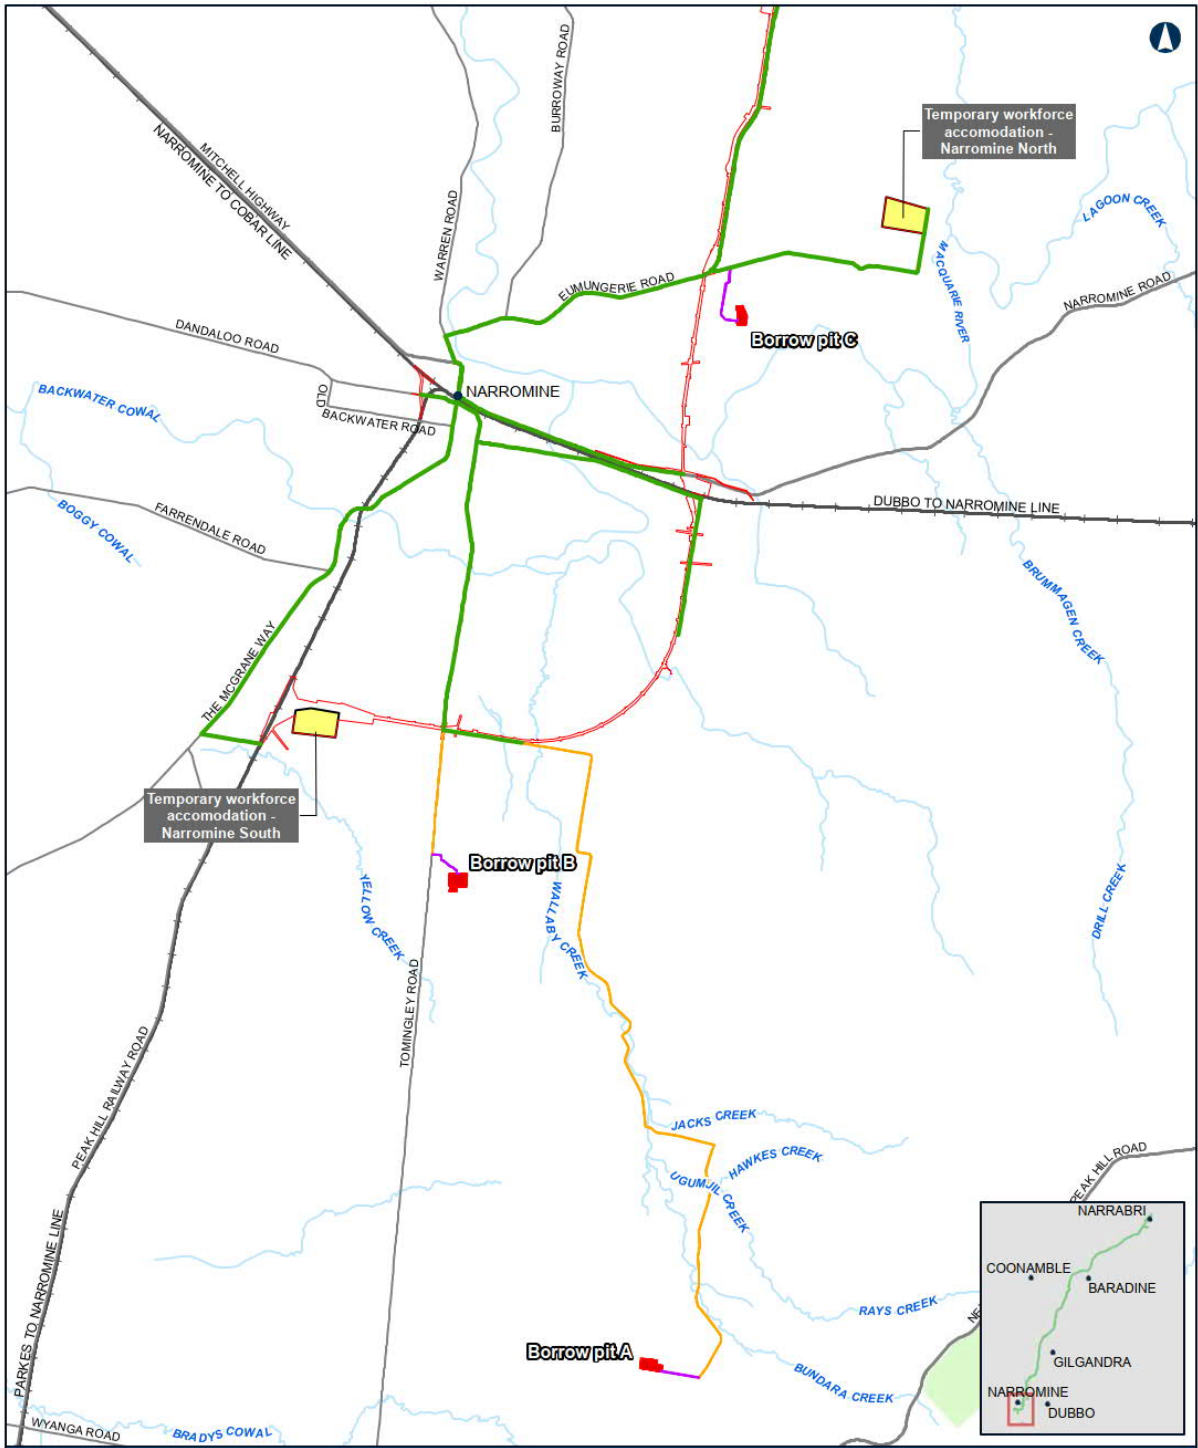 BURROWAY ROAD
Temporary workforce
accomodation -
Narromine North
MITCHELL HIGHWAY
NARROMINE TO COBAR LINE
WARREN ROAD
LAGOON CREEK
MACQUARIE RIVER
EUMUNGERIE ROAD
NARROMINE ROAD
DANDALOO ROAD
Borrow pit C
BACKWATER COWAL
OLD
BACKWATER ROAD
NARROMINE
DUBBO TO NARROMINE LINE
FARRENDALE ROAD
BOGGY COWAL
BRUMMAGEN CREEK
THE MCGRANE WAY
Temporary workforce
accomodation -
Narromine South
Borrow pit B
YELLOW CREEK
WALLABY CREEK
DRILL CREEK
TOMINGLEY ROAD
PEAK HILL RAILWAY ROAD
JACKS CREEK
HAWKES CREEK
UGUMJIL CREEK
PEAK HILL ROAD
PARKES TO NARROMINE LINE
RAYS CREEK
Borrow pit A
BUNDARA CREEK
WYANGA ROAD
BRADYS COWAL
NARRABRI
COONAMBLE
BARADINE
GILGANDRA
NARROMINE
DUBBO